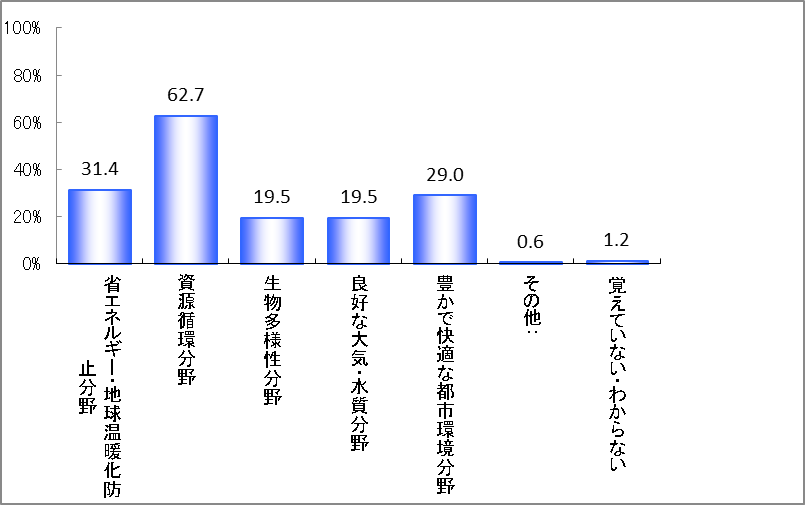 100%
80%
60%
40%
20%
0%
31.4
62.7
19.5
19.5
29.0
0.6
1.2
省エネルギー・地球温暖化防
止分野
資源循環分野
生物多様性分野
良好な大気・水質分野
豊かで快適な都市環境分野
その他：
覚えていない・わからない